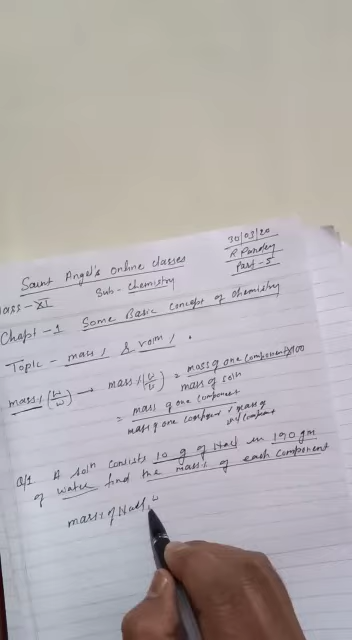 Saint Angel's Online Classes
30/03/20
R Pandey
Part-5
lass - XI
Sub - Chemistry
Chapt-1 Some Basic concept of chemistry
Topic - mass % & volm % .
mass % (w/w) → mass % (w/w) = mass of one component x100 / mass of soln
= mass of one component / mass of one component + mass of 2nd component
Q/1 A soln consists 10 g of NaCl in 190 gm
of water find the mass % of each component
mass % of NaCl,